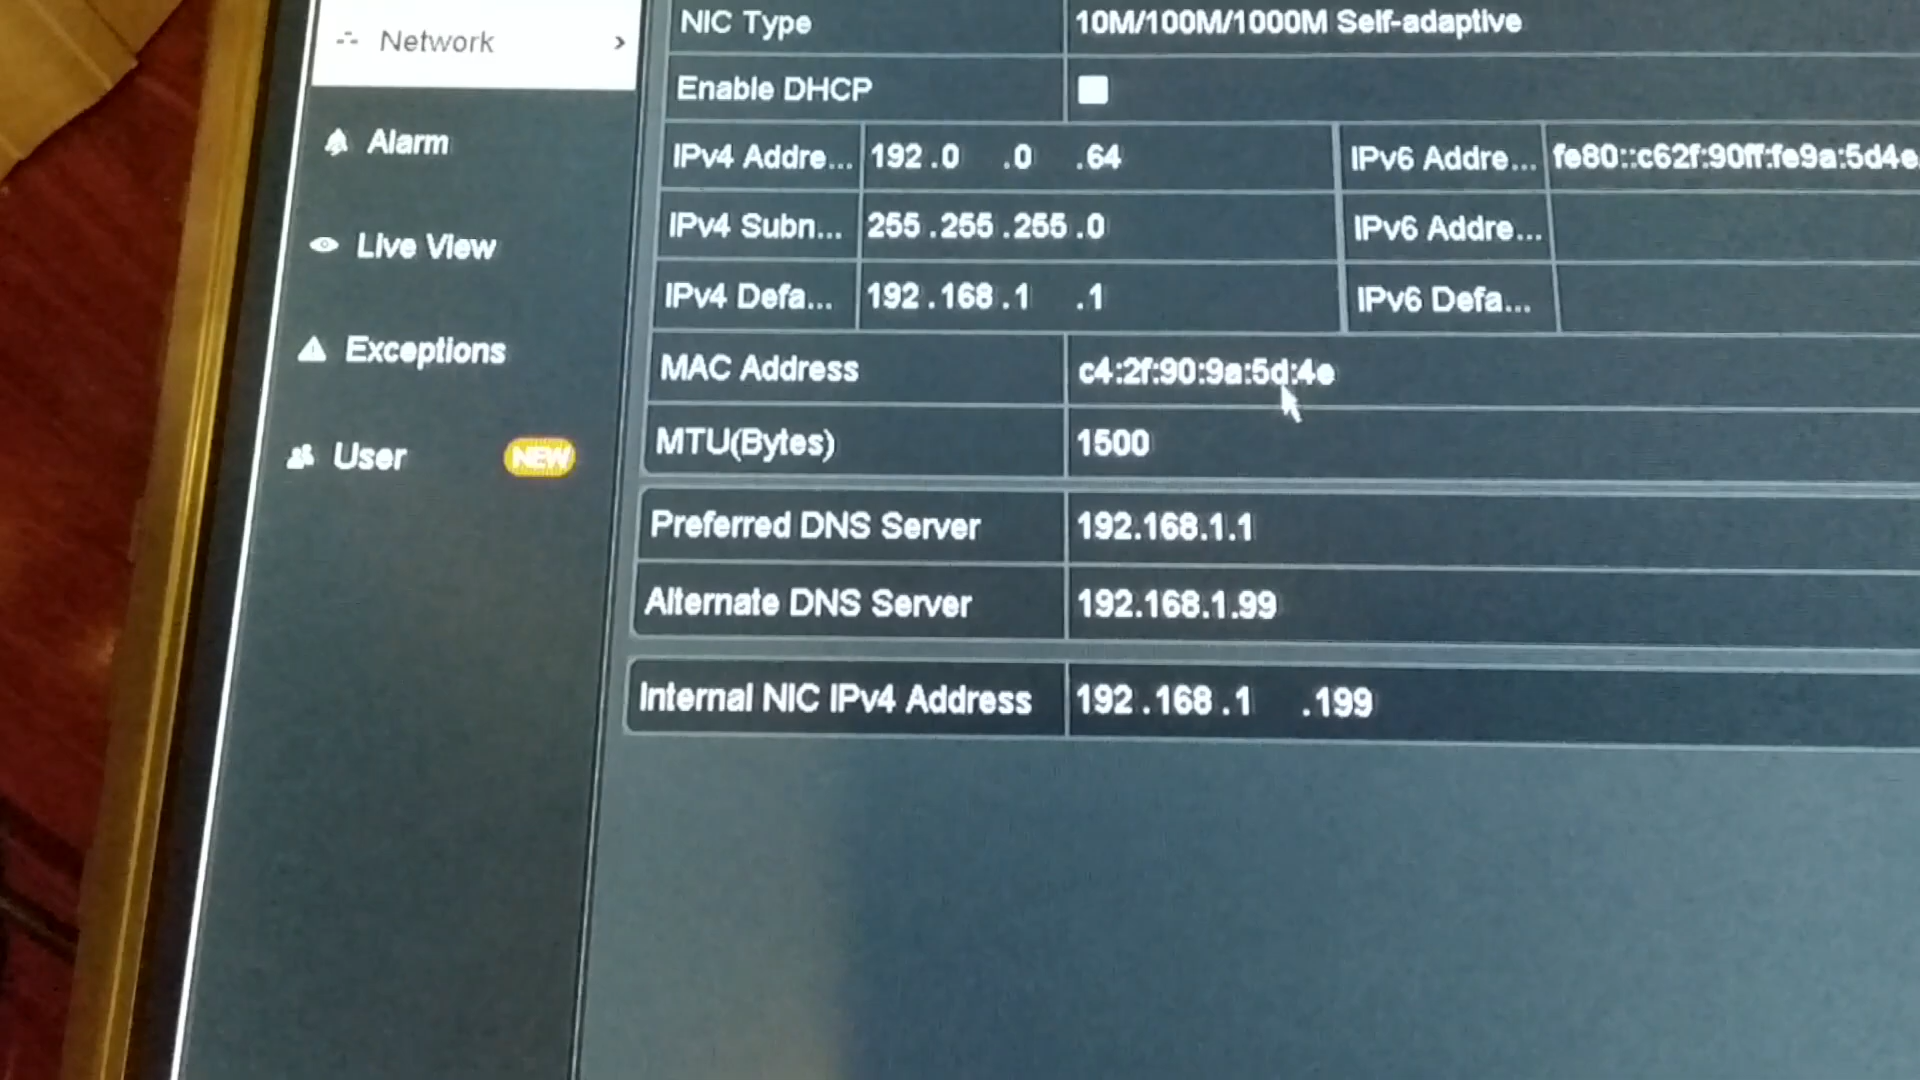 Network >
Alarm
Live View
Exceptions
User NEW
NIC Type 10M/100M/1000M Self-adaptive
Enable DHCP
IPv4 Addre... 192 .0 .0 .64 IPv6 Addre... fe80::c62f:90ff:fe9a:5d4e
IPv4 Subn... 255 .255 .255 .0 IPv6 Addre...
IPv4 Defa... 192 .168 .1 .1 IPv6 Defa...
MAC Address c4:2f:90:9a:5d:4e
MTU(Bytes) 1500
Preferred DNS Server 192.168.1.1
Alternate DNS Server 192.168.1.99
Internal NIC IPv4 Address 192 .168 .1 .199